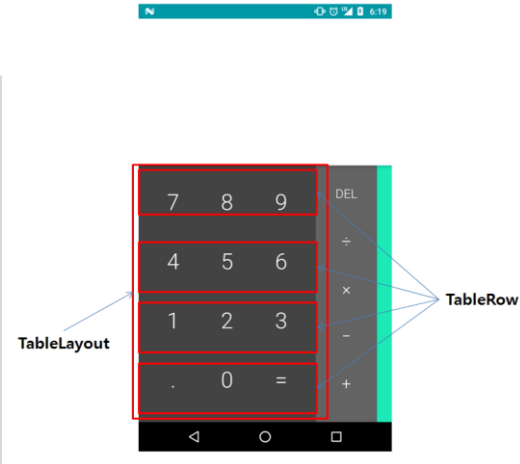 6:19
7 8 9 DEL
÷
4 5 6
×
1 2 3
−
. 0 =
+
TableLayout
TableRow